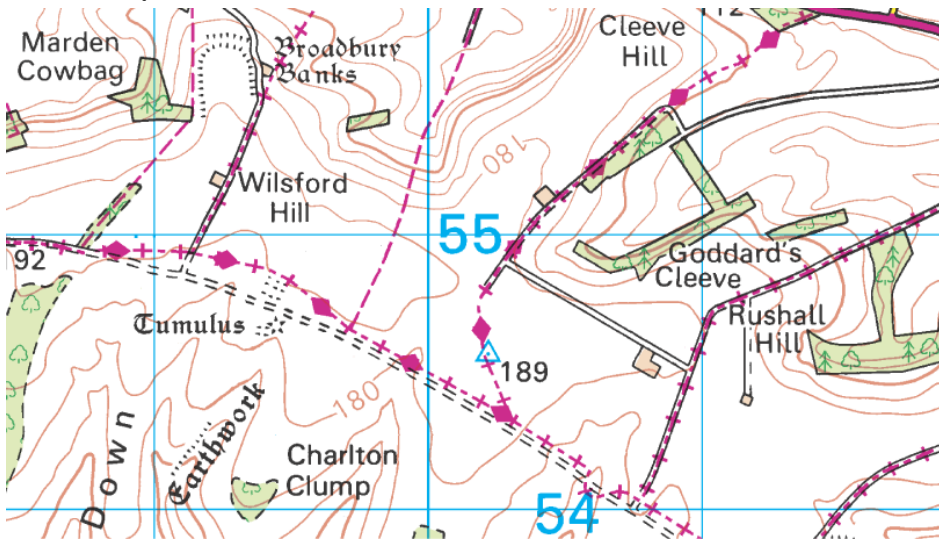 112
Marden
Cowbag
Broadbury
Banks
Cleeve
Hill
180
Wilsford
Hill
55
92
Goddard's
Cleeve
Tumulus
Rushall
Hill
189
180
Down
Earthwork
Charlton
Clump
54